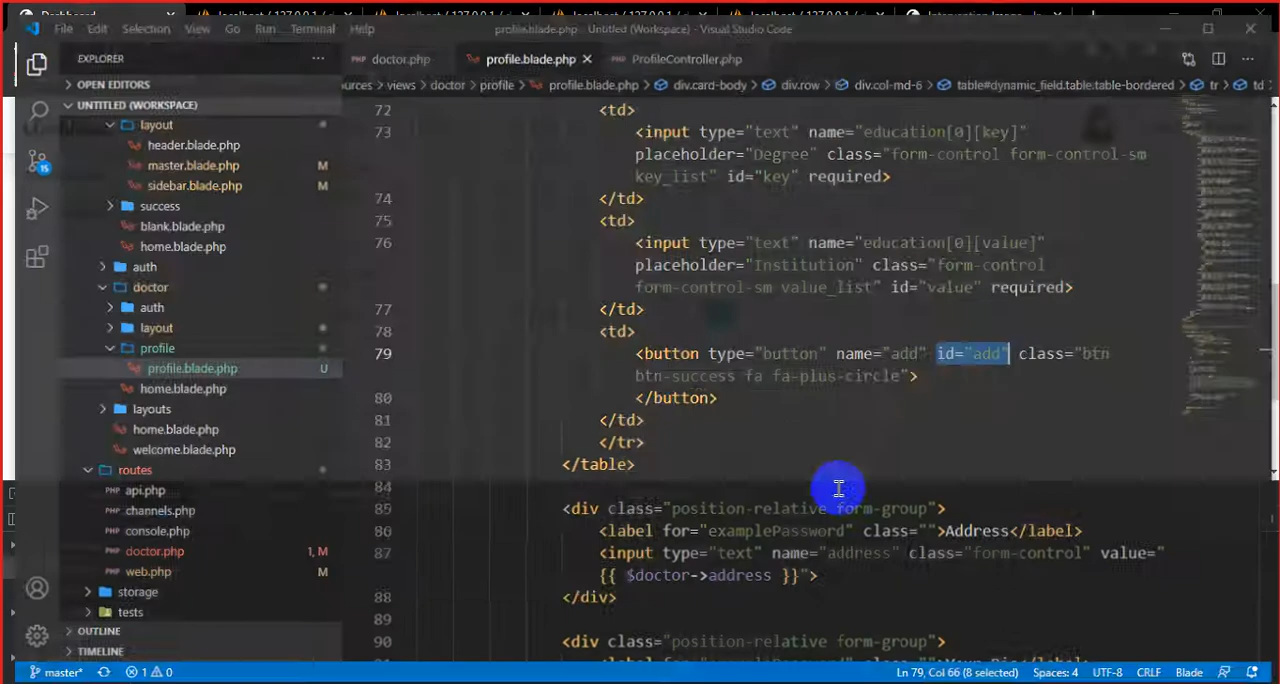 Dashboard
File Edit Selection View Go Run Terminal Help
profile.blade.php - Untitled (Workspace) - Visual Studio Code
EXPLORER
OPEN EDITORS
UNTITLED (WORKSPACE)
layout
header.blade.php
master.blade.php M
sidebar.blade.php M
success
blank.blade.php
home.blade.php
auth
doctor
auth
layout
profile
profile.blade.php U
home.blade.php
layouts
home.blade.php
welcome.blade.php
routes
PHP api.php
PHP channels.php
PHP console.php
PHP doctor.php 1, M
PHP web.php M
storage
tests
OUTLINE
TIMELINE
15
doctor.php profile.blade.php PHP ProfileController.php
ources > views > doctor > profile > profile.blade.php > div.card-body > div.row > div.col-md-6 > table#dynamic_field.table.table-bordered > tr > td
72 <td>
73 <input type="text" name="education[0][key]"
placeholder="Degree" class="form-control form-control-sm
key_list" id="key" required>
74 </td>
75 <td>
76 <input type="text" name="education[0][value]"
placeholder="Institution" class="form-control
form-control-sm value_list" id="value" required>
77 </td>
78 <td>
79 <button type="button" name="add" id="add" class="btn
btn-success fa fa-plus-circle">
80 </button>
81 </td>
82 </tr>
83 </table>
84
85 <div class="position-relative form-group">
86 <label for="examplePassword" class="">Address</label>
87 <input type="text" name="address" class="form-control" value="
{{ $doctor->address }}">
88 </div>
89
90 <div class="position-relative form-group">
master* 1 0 Ln 79, Col 66 (8 selected) Spaces: 4 UTF-8 CRLF Blade